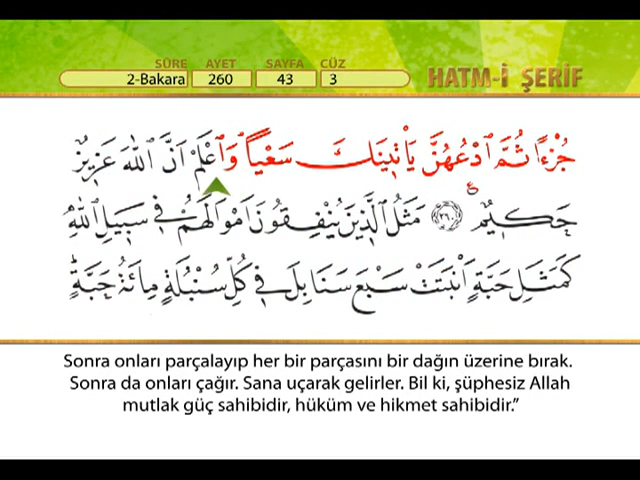 SÛRE AYET SAYFA CÜZ
2-Bakara 260 43 3
HATM-İ ŞERİF
جُزْءًا ثُمَّ ادْعُهُنَّ يَأْتٖينَكَ سَعْيًا وَاعْلَمْ اَنَّ اللّٰهَ عَزٖيزٌ
حَكٖيمٌ ﴿٢٦٠﴾ مَثَلُ الَّذٖينَ يُنْفِقُونَ اَمْوَالَهُمْ فٖي سَبٖيلِ اللّٰهِ
كَمَثَلِ حَبَّةٍ اَنْبَتَتْ سَبْعَ سَنَابِلَ فٖي كُلِّ سُنْبُلَةٍ مِائَةُ حَبَّةٍ
Sonra onları parçalayıp her bir parçasını bir dağın üzerine bırak.
Sonra da onları çağır. Sana uçarak gelirler. Bil ki, şüphesiz Allah
mutlak güç sahibidir, hüküm ve hikmet sahibidir.”